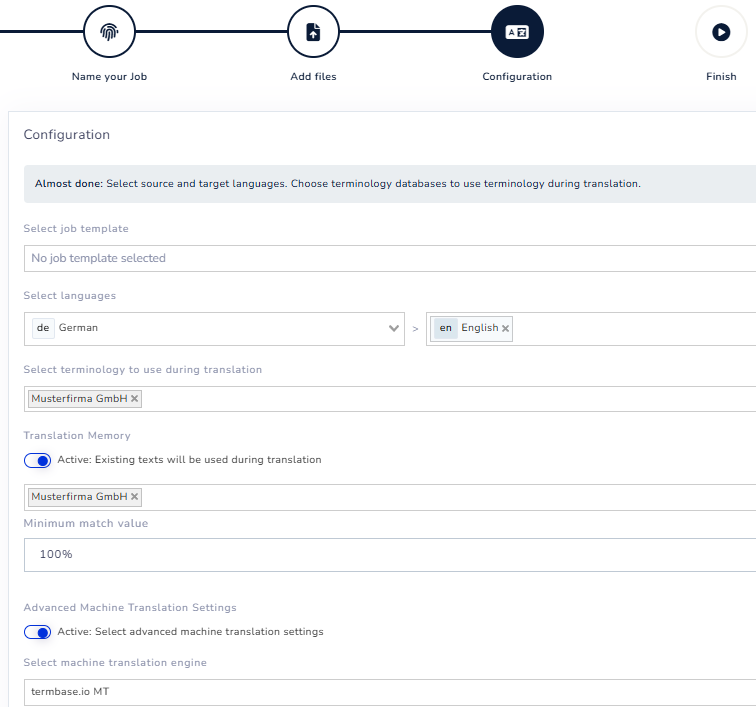 Name your Job
Add files
Configuration
Finish
Configuration
Almost done: Select source and target languages. Choose terminology databases to use terminology during translation.
Select job template
No job template selected
Select languages
de German > en English ×
Select terminology to use during translation
Musterfirma GmbH ×
Translation Memory
Active: Existing texts will be used during translation
Musterfirma GmbH ×
Minimum match value
100%
Advanced Machine Translation Settings
Active: Select advanced machine translation settings
Select machine translation engine
termbase.io MT